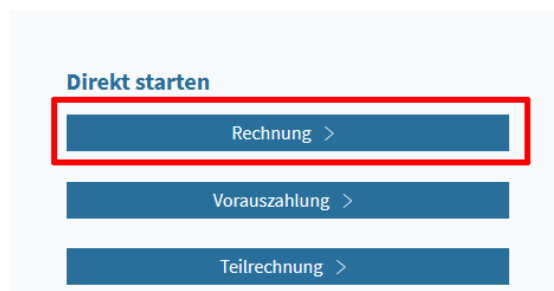 Direkt starten
Rechnung >
Vorauszahlung >
Teilrechnung >